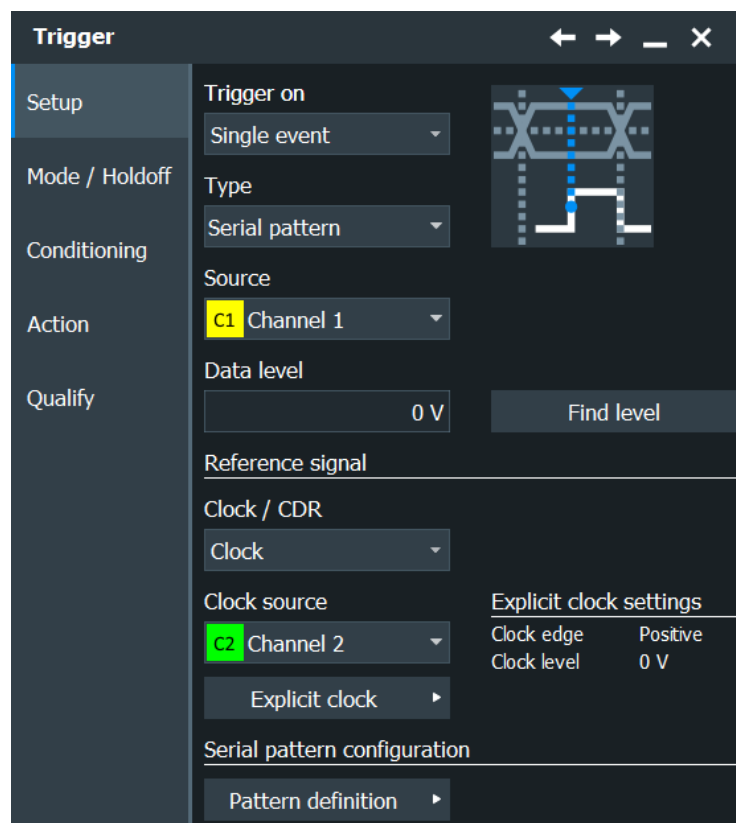 Trigger
Setup
Mode / Holdoff
Conditioning
Action
Qualify
Trigger on
Single event
Type
Serial pattern
Source
C1 Channel 1
Data level
0 V
Find level
Reference signal
Clock / CDR
Clock
Clock source
C2 Channel 2
Explicit clock
Explicit clock settings
Clock edge Positive
Clock level 0 V
Serial pattern configuration
Pattern definition